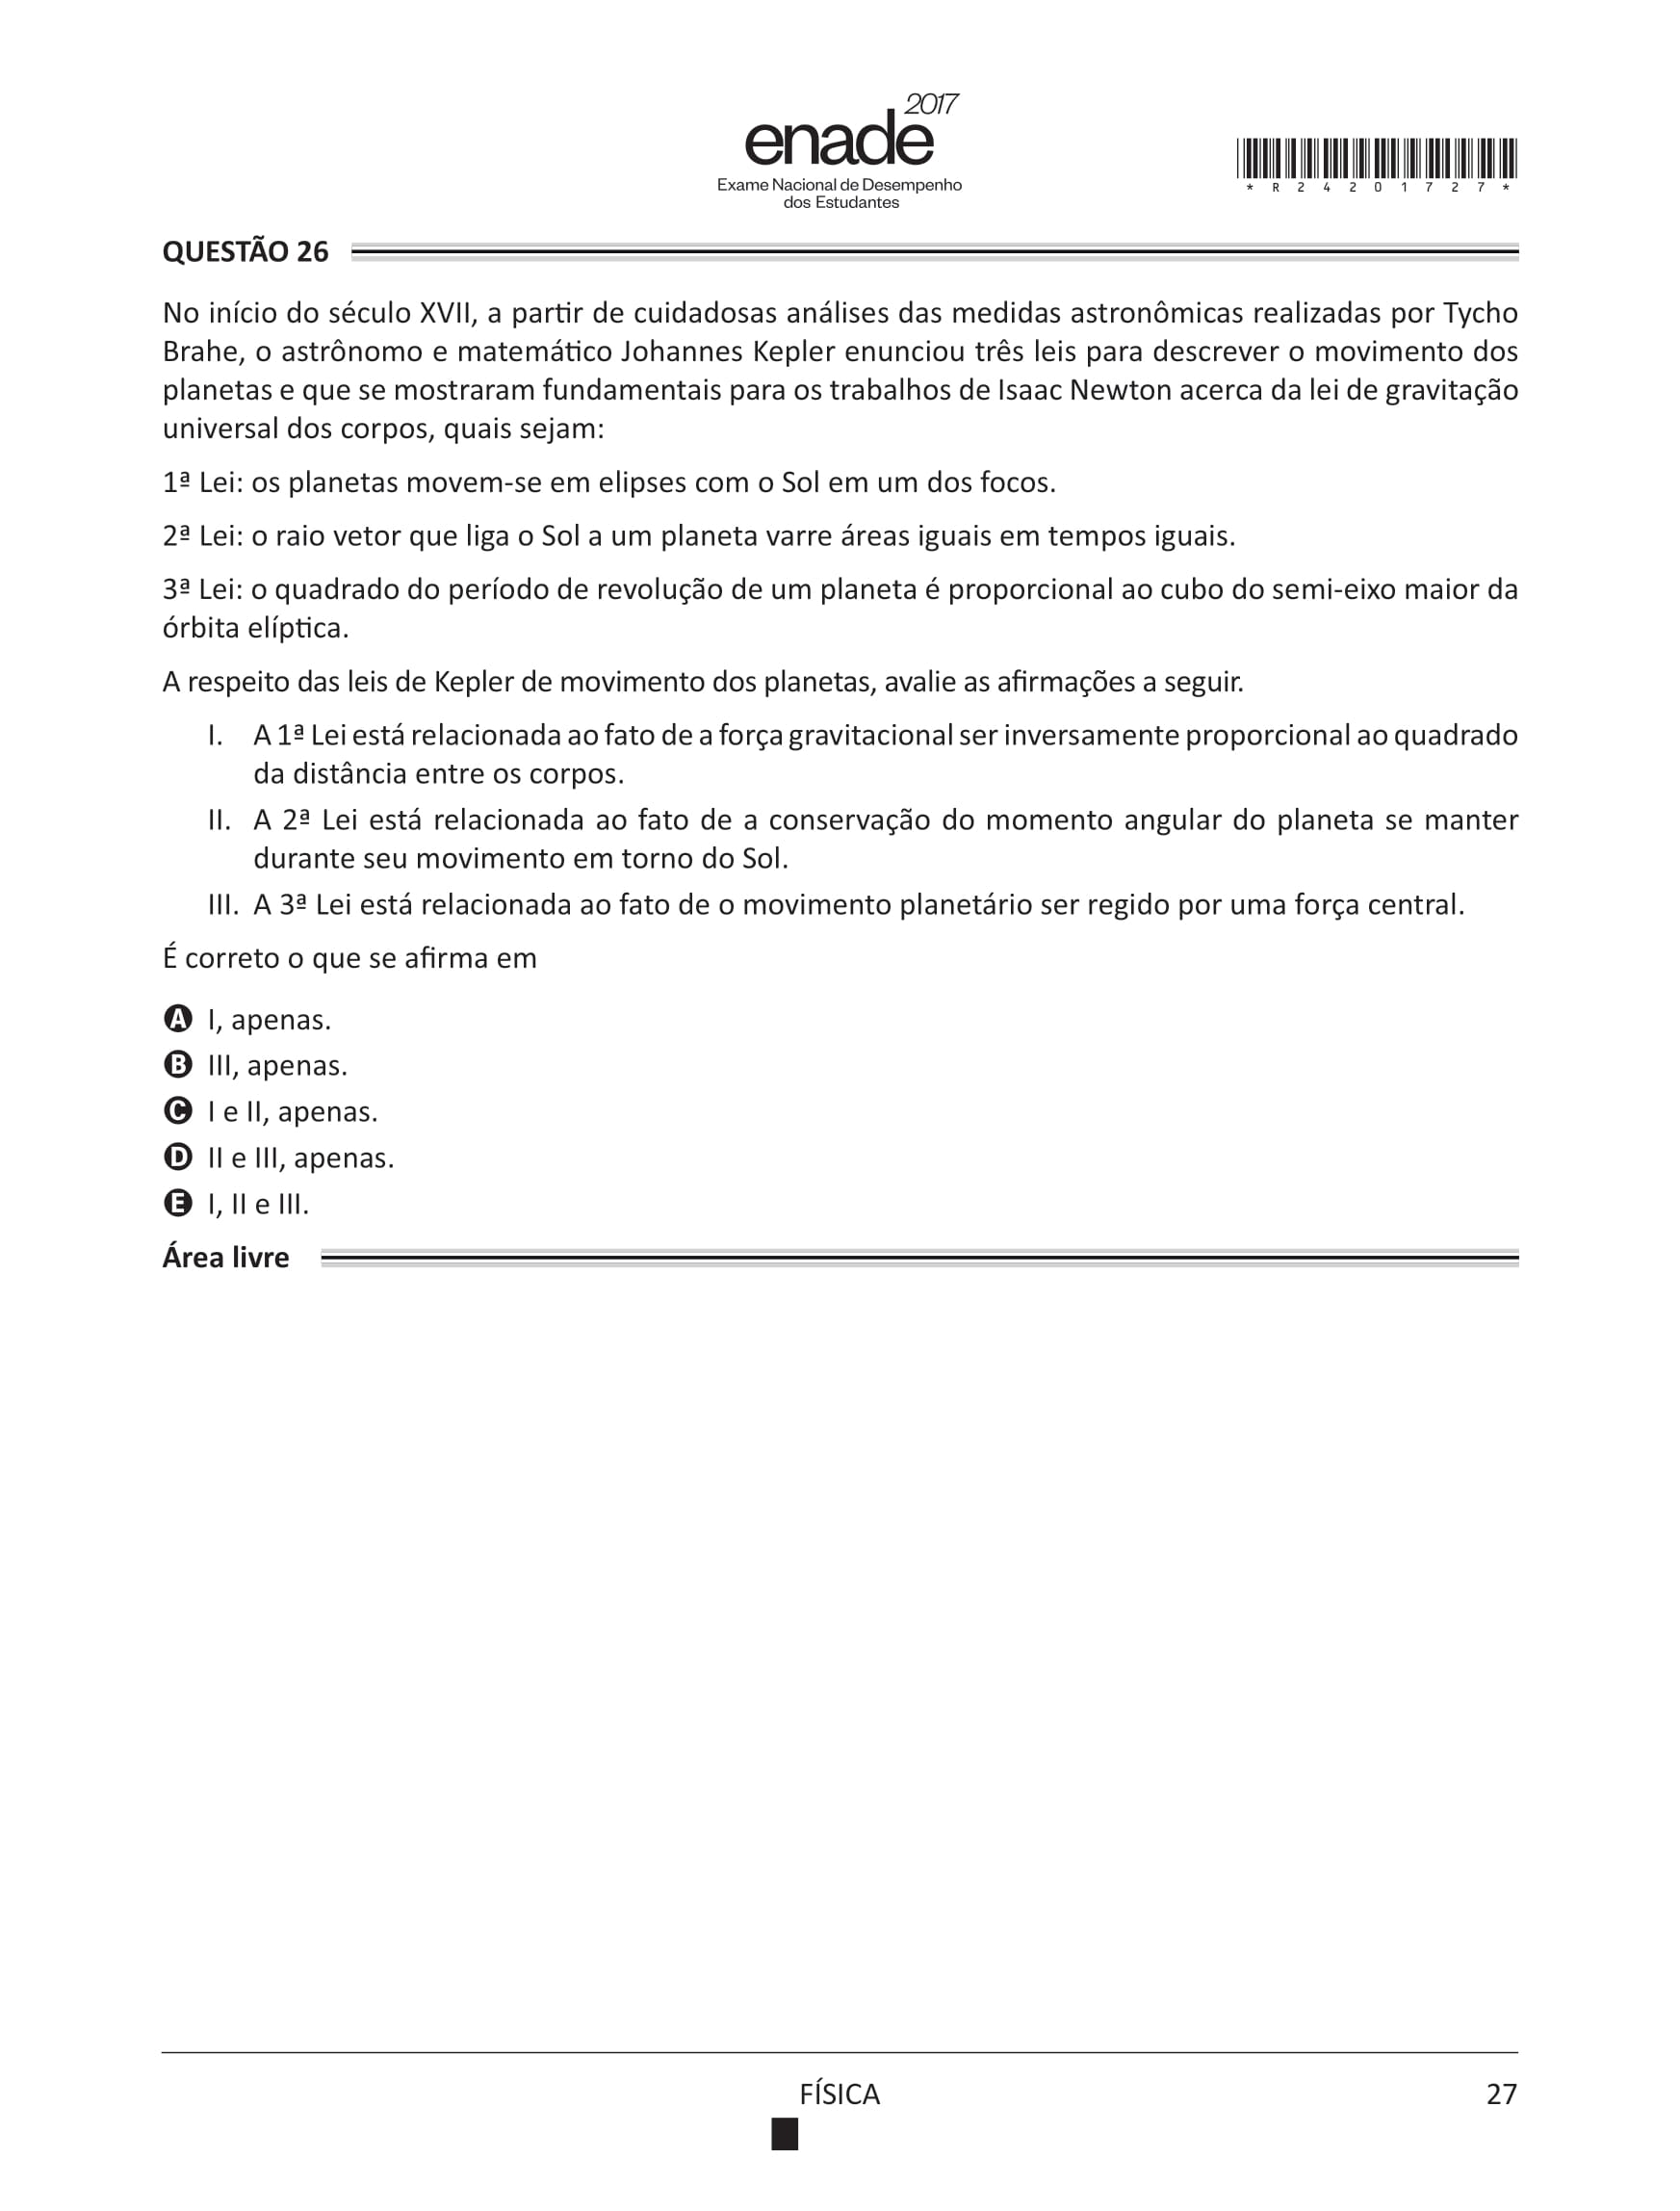 2017
enade
Exame Nacional de Desempenho
dos Estudantes
* R 2 4 2 0 1 7 2 7 *
QUESTÃO 26
No início do século XVII, a partir de cuidadosas análises das medidas astronômicas realizadas por Tycho
Brahe, o astrônomo e matemático Johannes Kepler enunciou três leis para descrever o movimento dos
planetas e que se mostraram fundamentais para os trabalhos de Isaac Newton acerca da lei de gravitação
universal dos corpos, quais sejam:
1ª Lei: os planetas movem-se em elipses com o Sol em um dos focos.
2ª Lei: o raio vetor que liga o Sol a um planeta varre áreas iguais em tempos iguais.
3ª Lei: o quadrado do período de revolução de um planeta é proporcional ao cubo do semi-eixo maior da
órbita elíptica.
A respeito das leis de Kepler de movimento dos planetas, avalie as afirmações a seguir.
I. A 1ª Lei está relacionada ao fato de a força gravitacional ser inversamente proporcional ao quadrado
da distância entre os corpos.
II. A 2ª Lei está relacionada ao fato de a conservação do momento angular do planeta se manter
durante seu movimento em torno do Sol.
III. A 3ª Lei está relacionada ao fato de o movimento planetário ser regido por uma força central.
É correto o que se afirma em
A I, apenas.
B III, apenas.
C I e II, apenas.
D II e III, apenas.
E I, II e III.
Área livre
FÍSICA
27